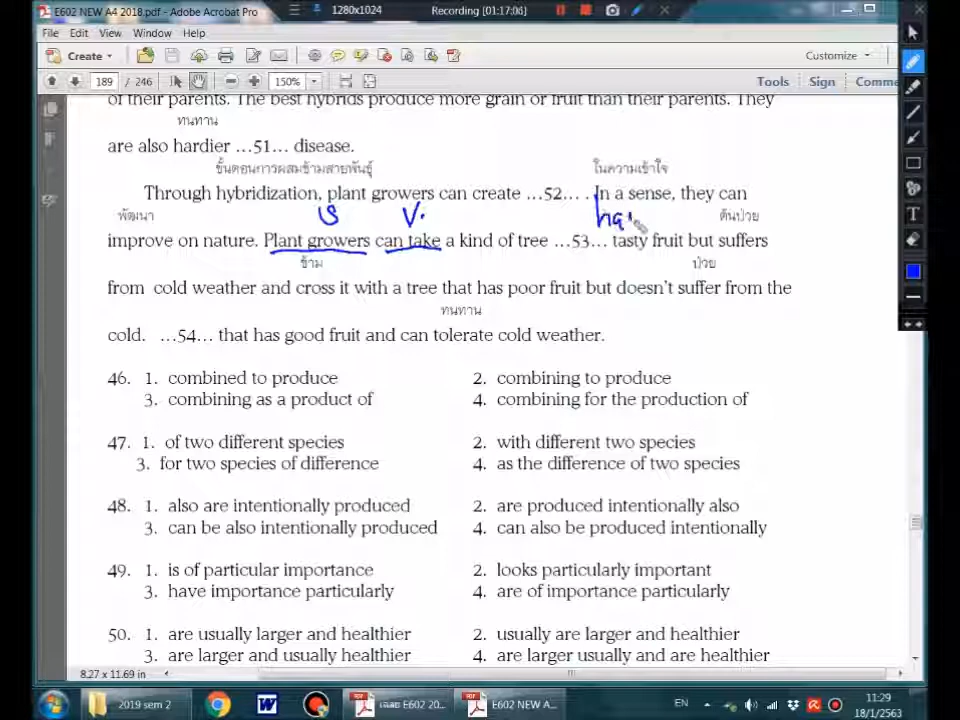 E602 NEW A4 2018.pdf - Adobe Acrobat Pro
1280x1024
Recording [01:17:06]
File Edit View Window Help
Create
Customize
189 / 246
150%
Tools Sign Comme
of their parents. The best hybrids produce more grain or fruit than their parents. They
ทนทาน
are also hardier ...51... disease.
ขั้นตอนการผสมข้ามสายพันธุ์ ในความเข้าใจ
Through hybridization, plant growers can create ...52... . In a sense, they can
พัฒนา S V. ha ต้นป่วย
improve on nature. Plant growers can take a kind of tree ...53... tasty fruit but suffers
ข้าม ป่วย
from cold weather and cross it with a tree that has poor fruit but doesn't suffer from the
ทนทาน
cold. ...54... that has good fruit and can tolerate cold weather.
46. 1. combined to produce 2. combining to produce
3. combining as a product of 4. combining for the production of
47. 1. of two different species 2. with different two species
3. for two species of difference 4. as the difference of two species
48. 1. also are intentionally produced 2. are produced intentionally also
3. can be also intentionally produced 4. can also be produced intentionally
49. 1. is of particular importance 2. looks particularly important
3. have importance particularly 4. are of importance particularly
50. 1. are usually larger and healthier 2. usually are larger and healthier
3. are larger and usually healthier 4. are larger usually and are healthier
8.27 x 11.69 in
2019 sem 2
เฉลย E602 20...
E602 NEW A...
EN
11:29
18/1/2563